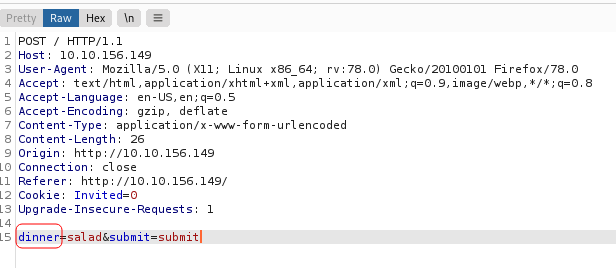 Pretty Raw Hex \n ≡
1 POST / HTTP/1.1
2 Host: 10.10.156.149
3 User-Agent: Mozilla/5.0 (X11; Linux x86_64; rv:78.0) Gecko/20100101 Firefox/78.0
4 Accept: text/html,application/xhtml+xml,application/xml;q=0.9,image/webp,*/*;q=0.8
5 Accept-Language: en-US,en;q=0.5
6 Accept-Encoding: gzip, deflate
7 Content-Type: application/x-www-form-urlencoded
8 Content-Length: 26
9 Origin: http://10.10.156.149
10 Connection: close
11 Referer: http://10.10.156.149/
12 Cookie: Invited=0
13 Upgrade-Insecure-Requests: 1
14
15 dinner=salad&submit=submit